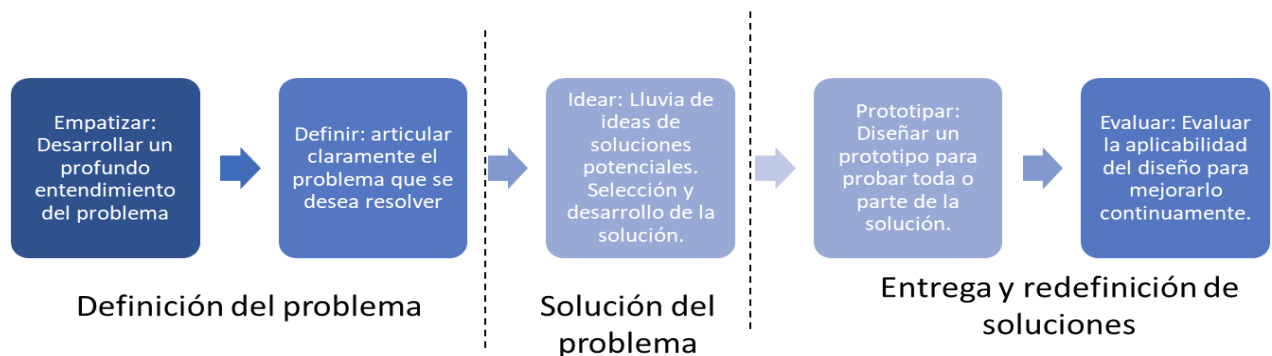 Empatizar:
Desarrollar un
profundo
entendimiento
del problema
Definir: articular
claramente el
problema que se
desea resolver
Idear: Lluvia de
ideas de
soluciones
potenciales.
Selección y
desarrollo de la
solución.
Prototipar:
Diseñar un
prototipo para
probar toda o
parte de la
solución.
Evaluar: Evaluar
la aplicabilidad
del diseño para
mejorarlo
continuamente.
Definición del problema
Solución del
problema
Entrega y redefinición de
soluciones